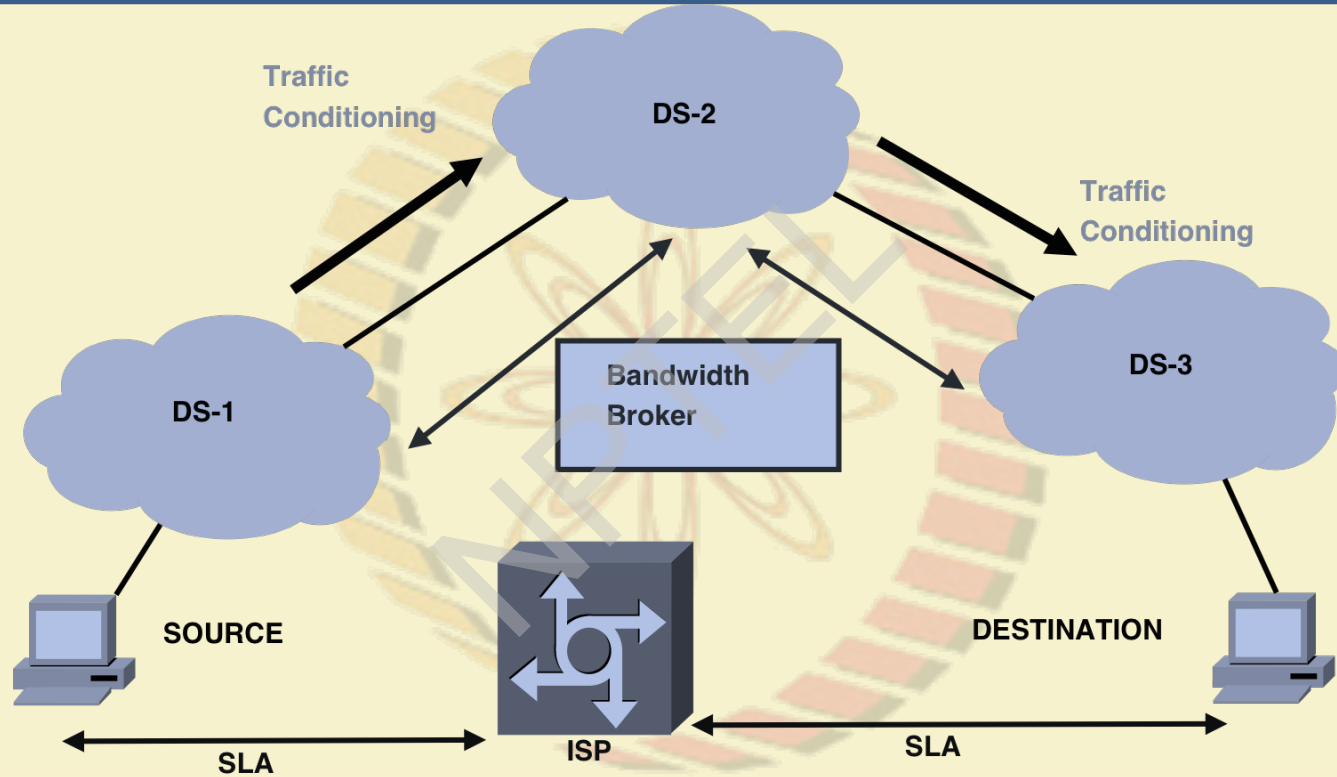 Traffic
Conditioning
DS-2
Traffic
Conditioning
DS-1
Bandwidth
Broker
DS-3
NPTEL
SOURCE
DESTINATION
ISP
SLA
SLA